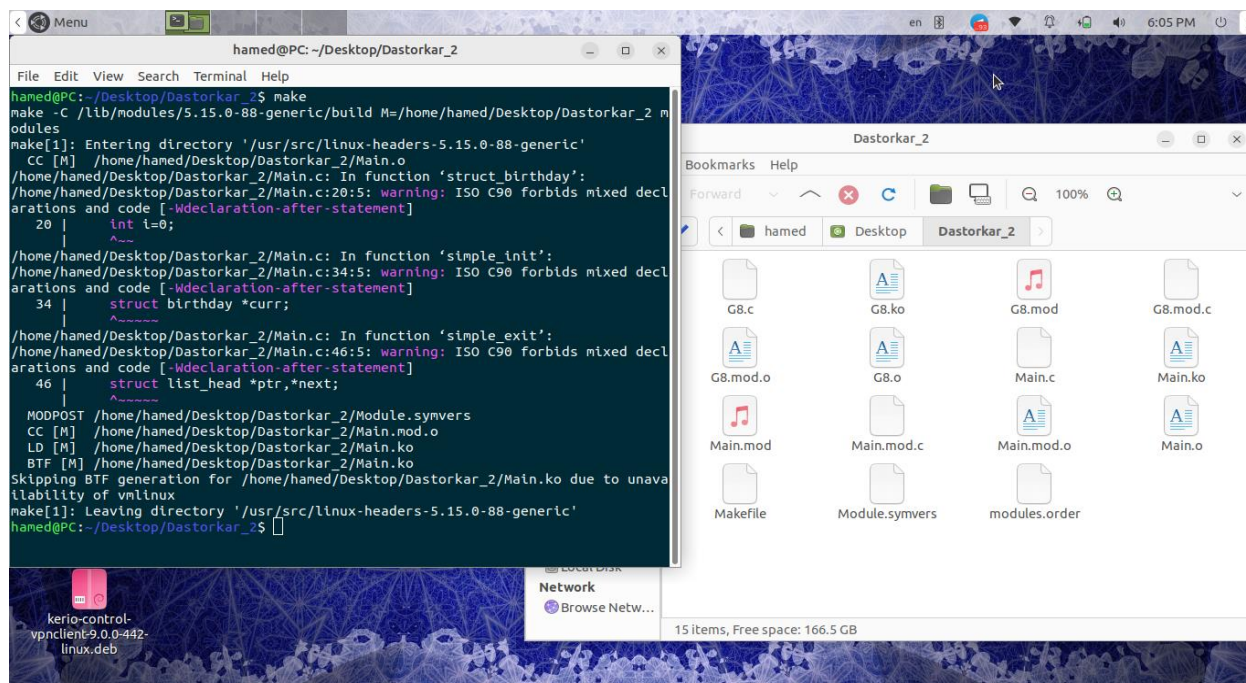 Menu
en
6:05 PM
hamed@PC: ~/Desktop/Dastorkar_2
File Edit View Search Terminal Help
hamed@PC:~/Desktop/Dastorkar_2$ make
make -C /lib/modules/5.15.0-88-generic/build M=/home/hamed/Desktop/Dastorkar_2 m
odules
make[1]: Entering directory '/usr/src/linux-headers-5.15.0-88-generic'
CC [M] /home/hamed/Desktop/Dastorkar_2/Main.o
/home/hamed/Desktop/Dastorkar_2/Main.c: In function ‘struct_birthday’:
/home/hamed/Desktop/Dastorkar_2/Main.c:20:5: warning: ISO C90 forbids mixed decl
arations and code [-Wdeclaration-after-statement]
20 | int i=0;
| ^~~
/home/hamed/Desktop/Dastorkar_2/Main.c: In function ‘simple_init’:
/home/hamed/Desktop/Dastorkar_2/Main.c:34:5: warning: ISO C90 forbids mixed decl
arations and code [-Wdeclaration-after-statement]
34 | struct birthday *curr;
| ^~~~~~
/home/hamed/Desktop/Dastorkar_2/Main.c: In function ‘simple_exit’:
/home/hamed/Desktop/Dastorkar_2/Main.c:46:5: warning: ISO C90 forbids mixed decl
arations and code [-Wdeclaration-after-statement]
46 | struct list_head *ptr,*next;
| ^~~~~~
MODPOST /home/hamed/Desktop/Dastorkar_2/Module.symvers
CC [M] /home/hamed/Desktop/Dastorkar_2/Main.mod.o
LD [M] /home/hamed/Desktop/Dastorkar_2/Main.ko
BTF [M] /home/hamed/Desktop/Dastorkar_2/Main.ko
Skipping BTF generation for /home/hamed/Desktop/Dastorkar_2/Main.ko due to unava
ilability of vmlinux
make[1]: Leaving directory '/usr/src/linux-headers-5.15.0-88-generic'
hamed@PC:~/Desktop/Dastorkar_2$
Dastorkar_2
Bookmarks Help
Forward 100%
hamed Desktop Dastorkar_2
G8.c G8.ko G8.mod G8.mod.c
G8.mod.o G8.o Main.c Main.ko
Main.mod Main.mod.c Main.mod.o Main.o
Makefile Module.symvers modules.order
Local Disk
Network
Browse Netw...
15 items, Free space: 166.5 GB
kerio-control-
vpnclient-9.0.0-442-
linux.deb